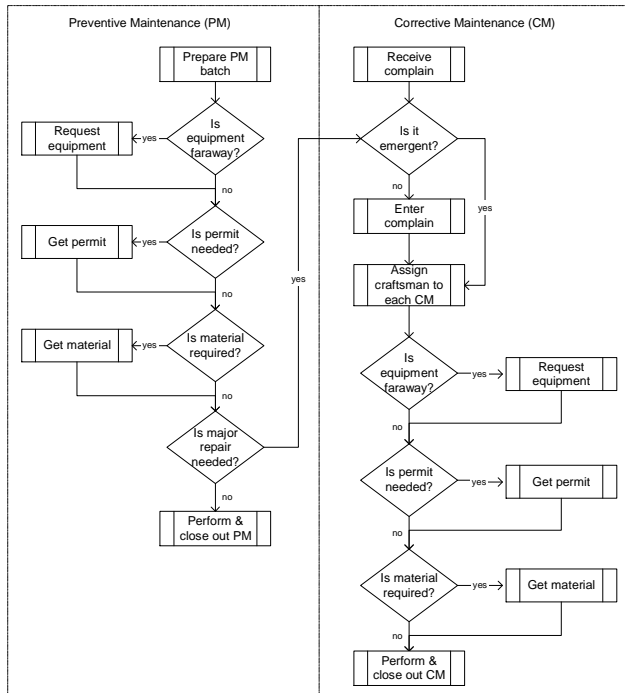 Preventive Maintenance (PM)
Prepare PM
batch
Is
equipment
faraway?
yes
Request
equipment
no
Is permit
needed?
yes
Get permit
no
Is material
required?
yes
Get material
no
Is major
repair
needed?
yes
no
Perform &
close out PM
Corrective Maintenance (CM)
Receive
complain
Is it
emergent?
no
yes
Enter
complain
Assign
craftsman to
each CM
Is
equipment
faraway?
yes
Request
equipment
no
Is permit
needed?
yes
Get permit
no
Is material
required?
yes
Get material
no
Perform &
close out CM